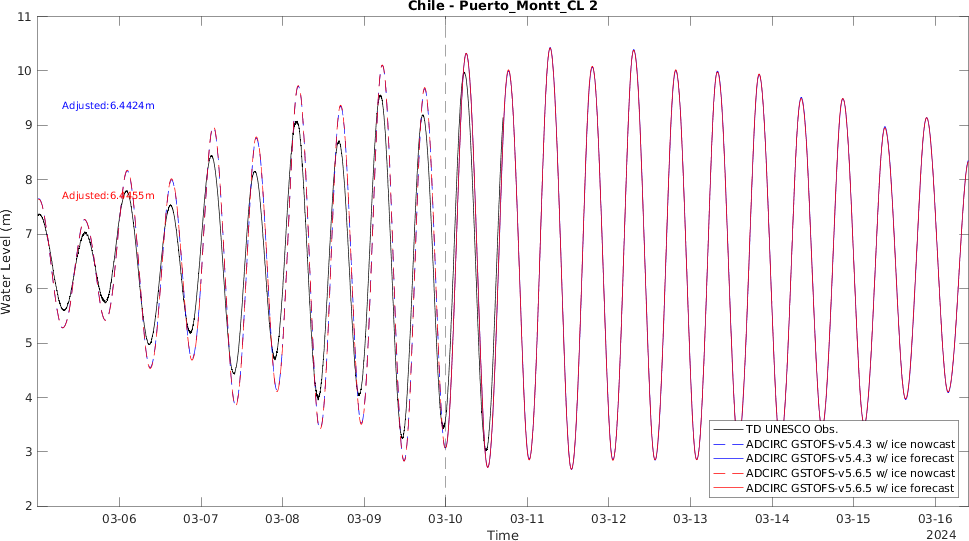 Chile - Puerto_Montt_CL 2
11
10
9
8
7
6
5
4
3
2
Water Level (m)
Adjusted:6.4424m
Adjusted:6.4455m
TD UNESCO Obs.
ADCIRC GSTOFS-v5.4.3 w/ ice nowcast
ADCIRC GSTOFS-v5.4.3 w/ ice forecast
ADCIRC GSTOFS-v5.6.5 w/ ice nowcast
ADCIRC GSTOFS-v5.6.5 w/ ice forecast
03-06 03-07 03-08 03-09 03-10 03-11 03-12 03-13 03-14 03-15 03-16
Time 2024